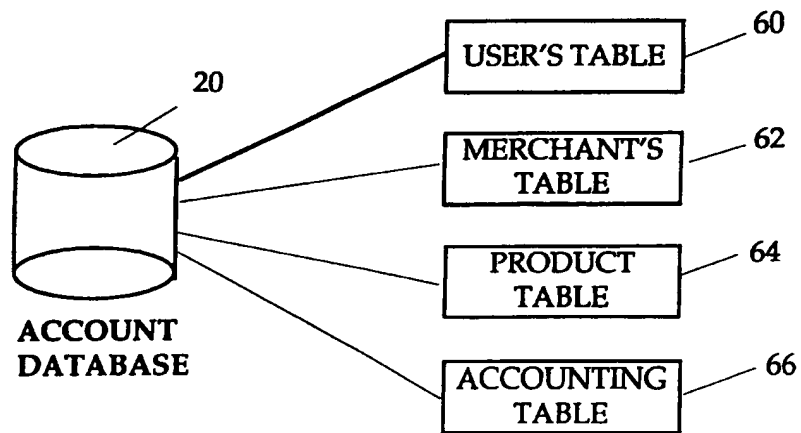 60
USER'S TABLE
20
MERCHANT'S
TABLE
62
PRODUCT
TABLE
64
ACCOUNT
DATABASE
ACCOUNTING
TABLE
66